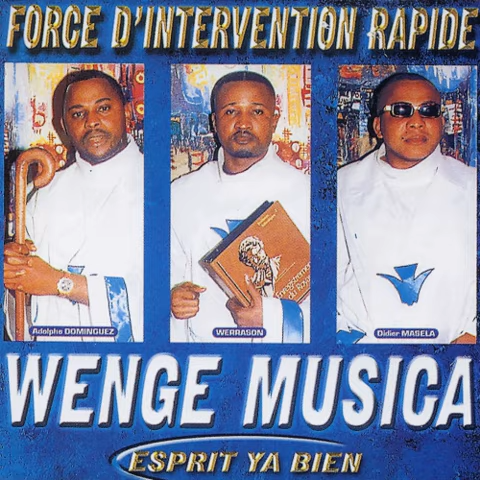 FORCE D'INTERVENTION RAPIDE
Adolphe DOMINGUEZ
WERRASON
Didier MASELA
WENGE MUSICA
ESPRIT YA BIEN